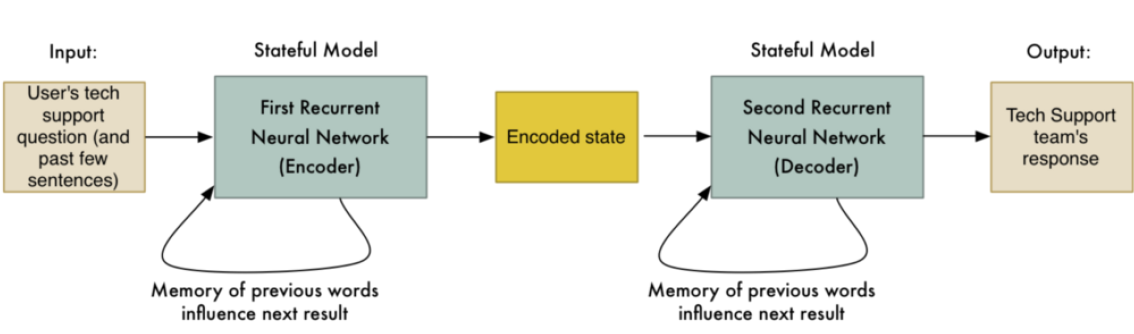 Input:
Stateful Model
Stateful Model
Output:
User's tech
support
question (and
past few
sentences)
First Recurrent
Neural Network
(Encoder)
Encoded state
Second Recurrent
Neural Network
(Decoder)
Tech Support
team's
response
Memory of previous words
influence next result
Memory of previous words
influence next result